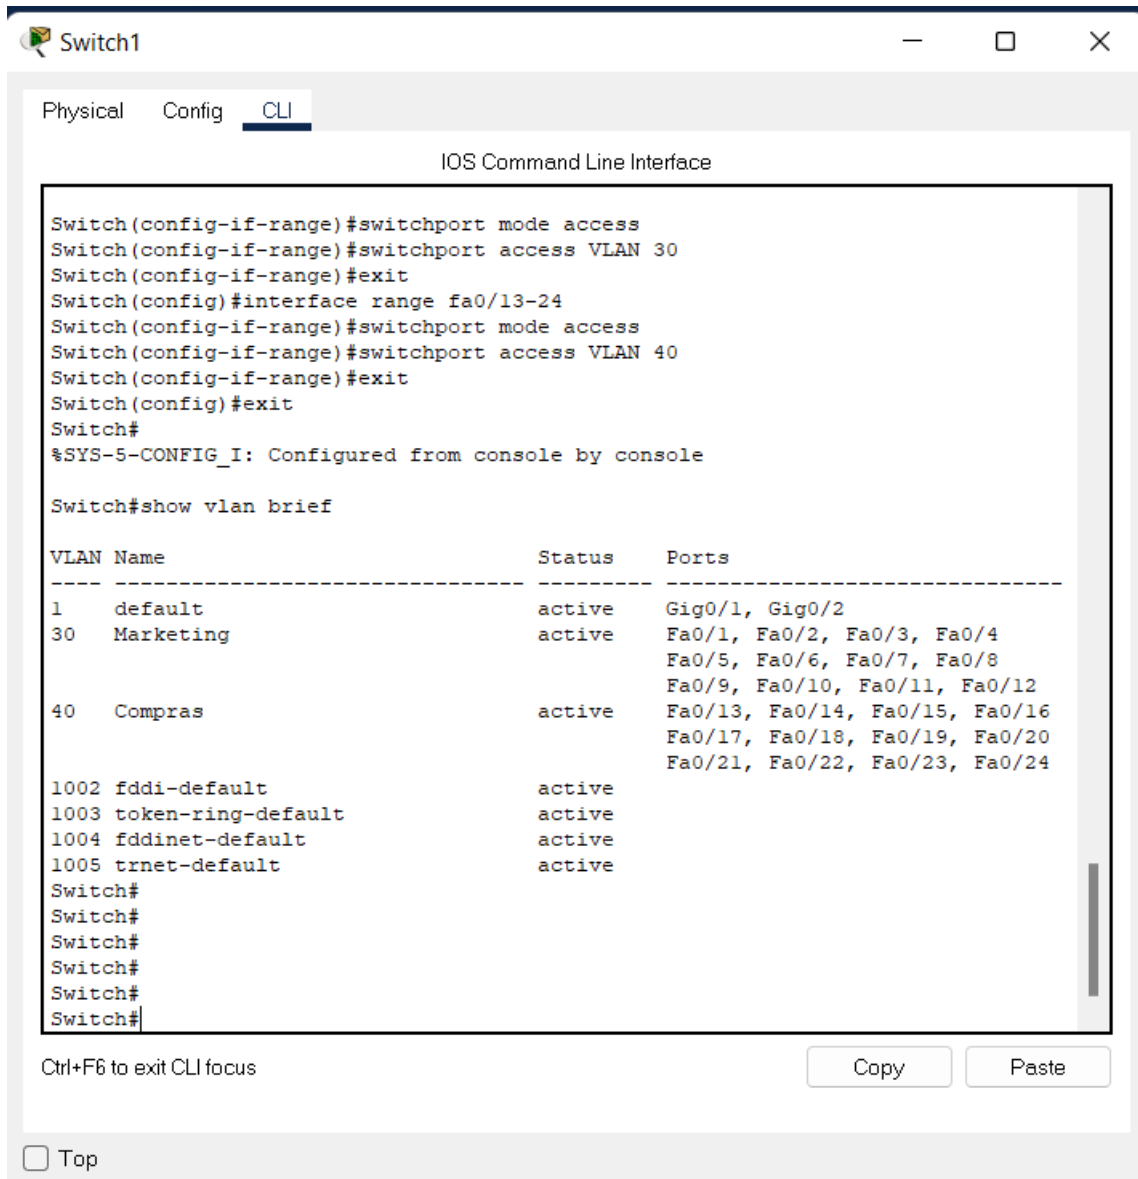 Switch1
Physical Config CLI
IOS Command Line Interface
Switch(config-if-range)#switchport mode access
Switch(config-if-range)#switchport access VLAN 30
Switch(config-if-range)#exit
Switch(config)#interface range fa0/13-24
Switch(config-if-range)#switchport mode access
Switch(config-if-range)#switchport access VLAN 40
Switch(config-if-range)#exit
Switch(config)#exit
Switch#
%SYS-5-CONFIG_I: Configured from console by console
Switch#show vlan brief
VLAN Name                             Status    Ports
---- -------------------------------- --------- -------------------------------
1    default                          active    Gig0/1, Gig0/2
30   Marketing                        active    Fa0/1, Fa0/2, Fa0/3, Fa0/4
                                                Fa0/5, Fa0/6, Fa0/7, Fa0/8
                                                Fa0/9, Fa0/10, Fa0/11, Fa0/12
40   Compras                          active    Fa0/13, Fa0/14, Fa0/15, Fa0/16
                                                Fa0/17, Fa0/18, Fa0/19, Fa0/20
                                                Fa0/21, Fa0/22, Fa0/23, Fa0/24
1002 fddi-default                     active
1003 token-ring-default               active
1004 fddinet-default                  active
1005 trnet-default                    active
Switch#
Switch#
Switch#
Switch#
Switch#
Switch#
Ctrl+F6 to exit CLI focus Copy Paste
Top